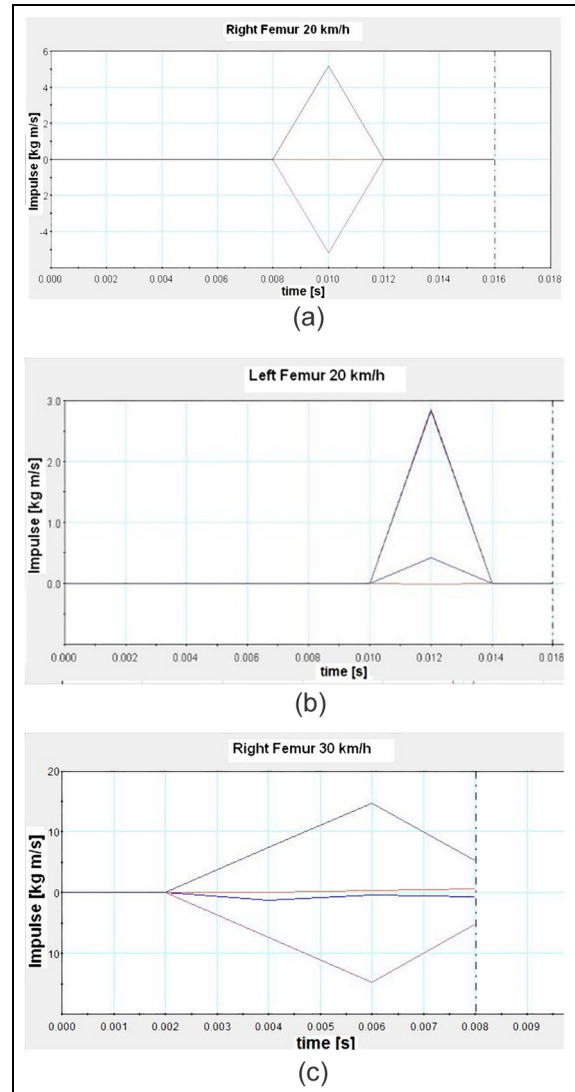 Right Femur 20 km/h
Impulse [kg m/s]
6
4
2
0
-2
-4
0.000 0.002 0.004 0.006 0.008 0.010 0.012 0.014 0.016 0.018
time [s]
(a)
Left Femur 20 km/h
Impulse [kg m/s]
3.0
2.0
1.0
0.0
0.000 0.002 0.004 0.006 0.008 0.010 0.012 0.014 0.016
time [s]
(b)
Right Femur 30 km/h
Impulse [kg m/s]
20
10
0
10
0.000 0.001 0.002 0.003 0.004 0.005 0.006 0.007 0.008 0.009
time [s]
(c)